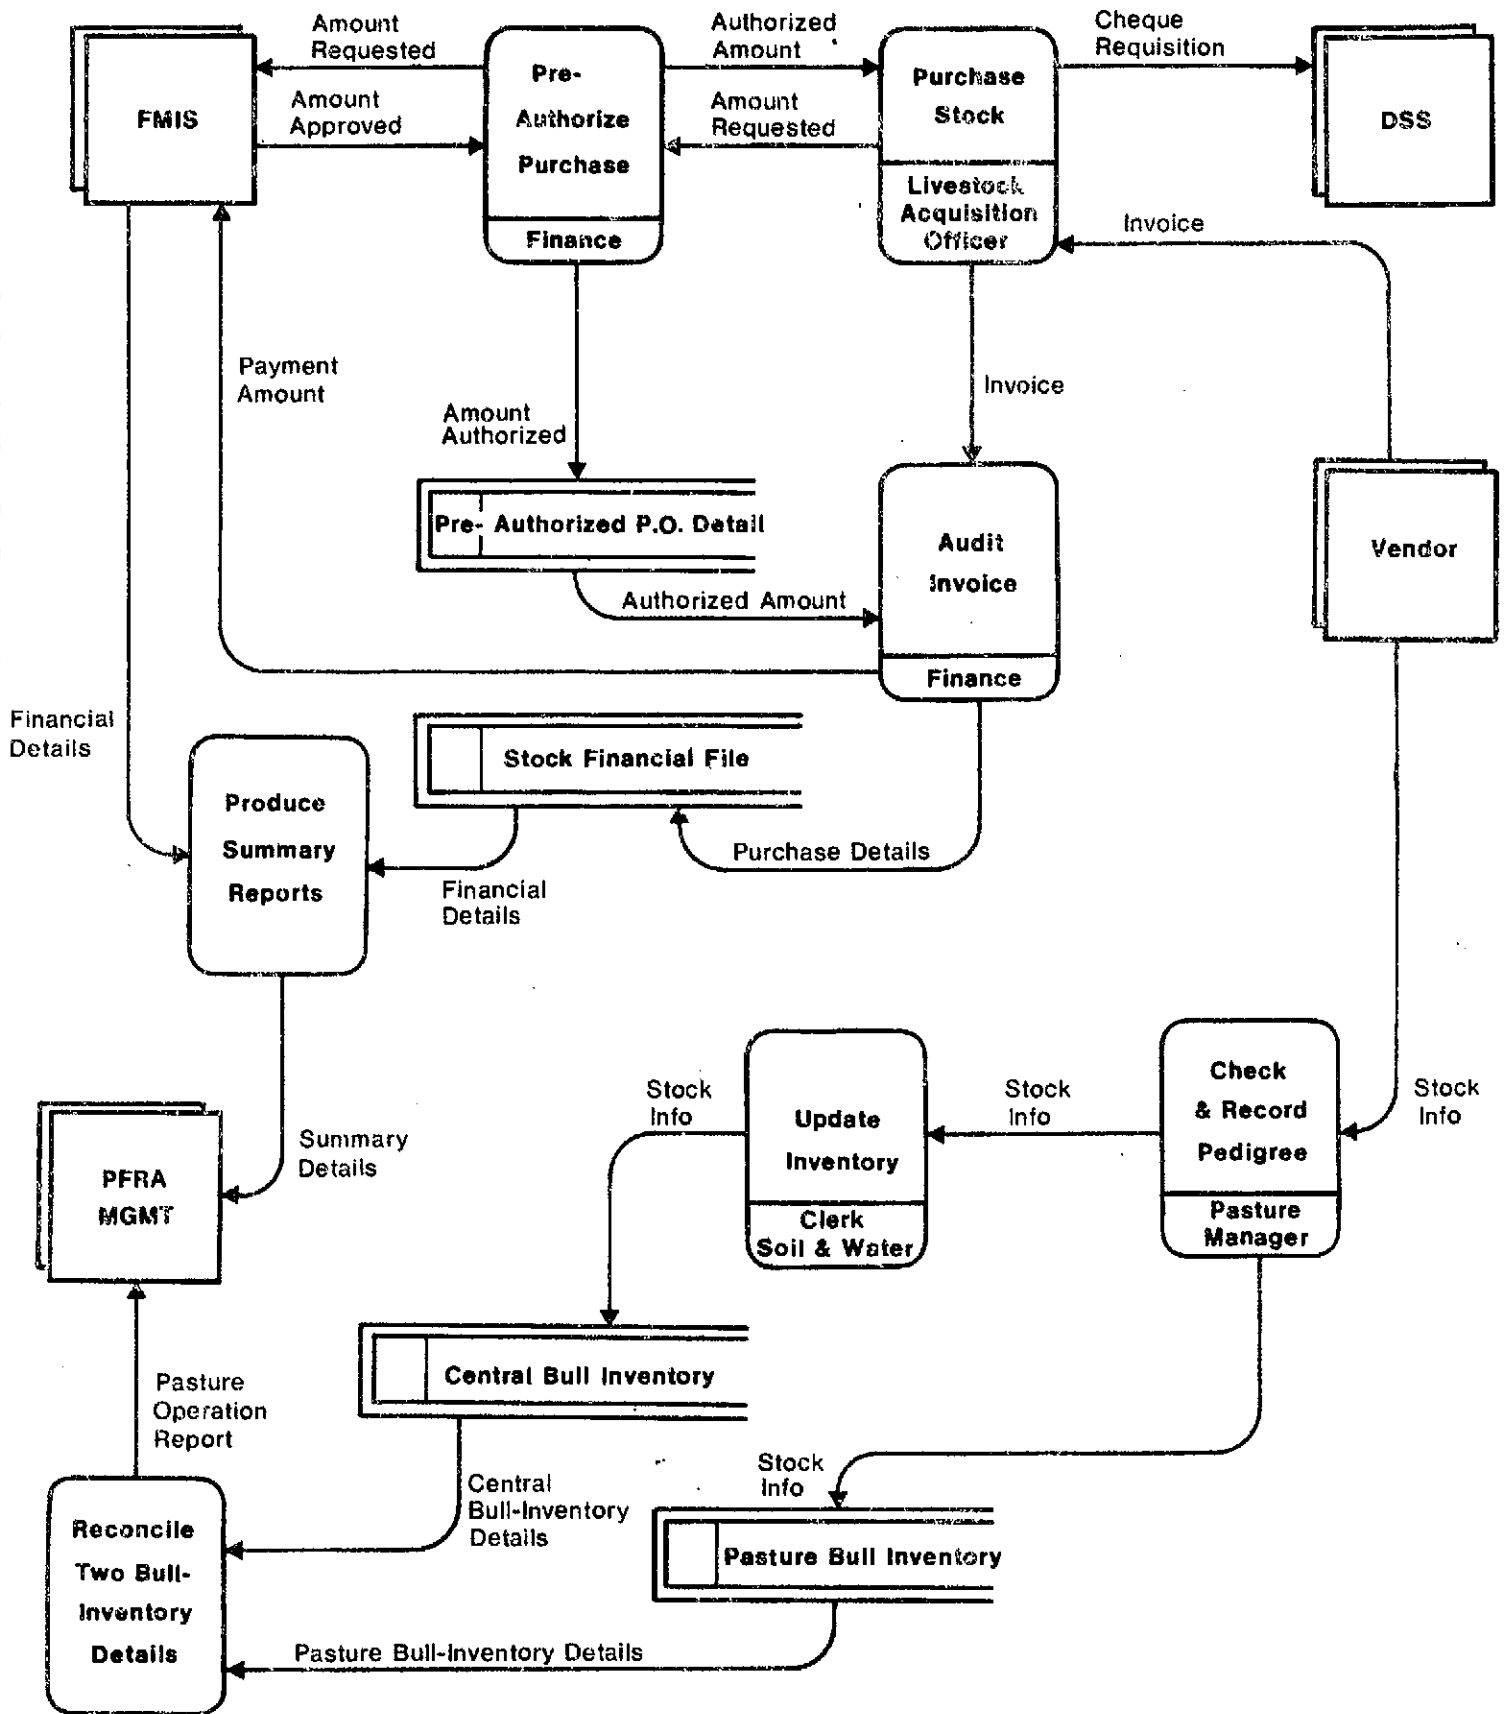 Amount
Requested
Authorized
Amount
Cheque
Requisition
FMIS
Pre-
Authorize
Purchase
Finance
Purchase
Stock
Livestock
Acquisition
Officer
DSS
Amount
Approved
Amount
Requested
Invoice
Payment
Amount
Invoice
Amount
Authorized
Pre- Authorized P.O. Detail
Audit
Invoice
Finance
Vendor
Authorized Amount
Financial
Details
Stock Financial File
Produce
Summary
Reports
Purchase Details
Financial
Details
Stock
Info
Update
Inventory
Clerk
Soil & Water
Stock
Info
Check
& Record
Pedigree
Pasture
Manager
Stock
Info
Summary
Details
PFRA
MGMT
Central Bull Inventory
Pasture
Operation
Report
Central
Bull-Inventory
Details
Stock
Info
Reconcile
Two Bull-
Inventory
Details
Pasture Bull Inventory
Pasture Bull-Inventory Details